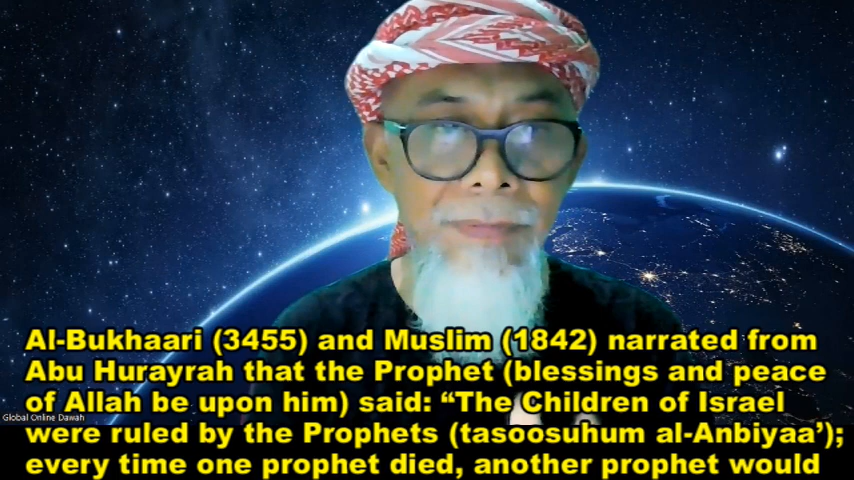 Al-Bukhaari (3455) and Muslim (1842) narrated from
Abu Hurayrah that the Prophet (blessings and peace
of Allah be upon him) said: “The Children of Israel
Global Online Dawah
were ruled by the Prophets (tasoosuhum al-Anbiyaa’);
every time one prophet died, another prophet would